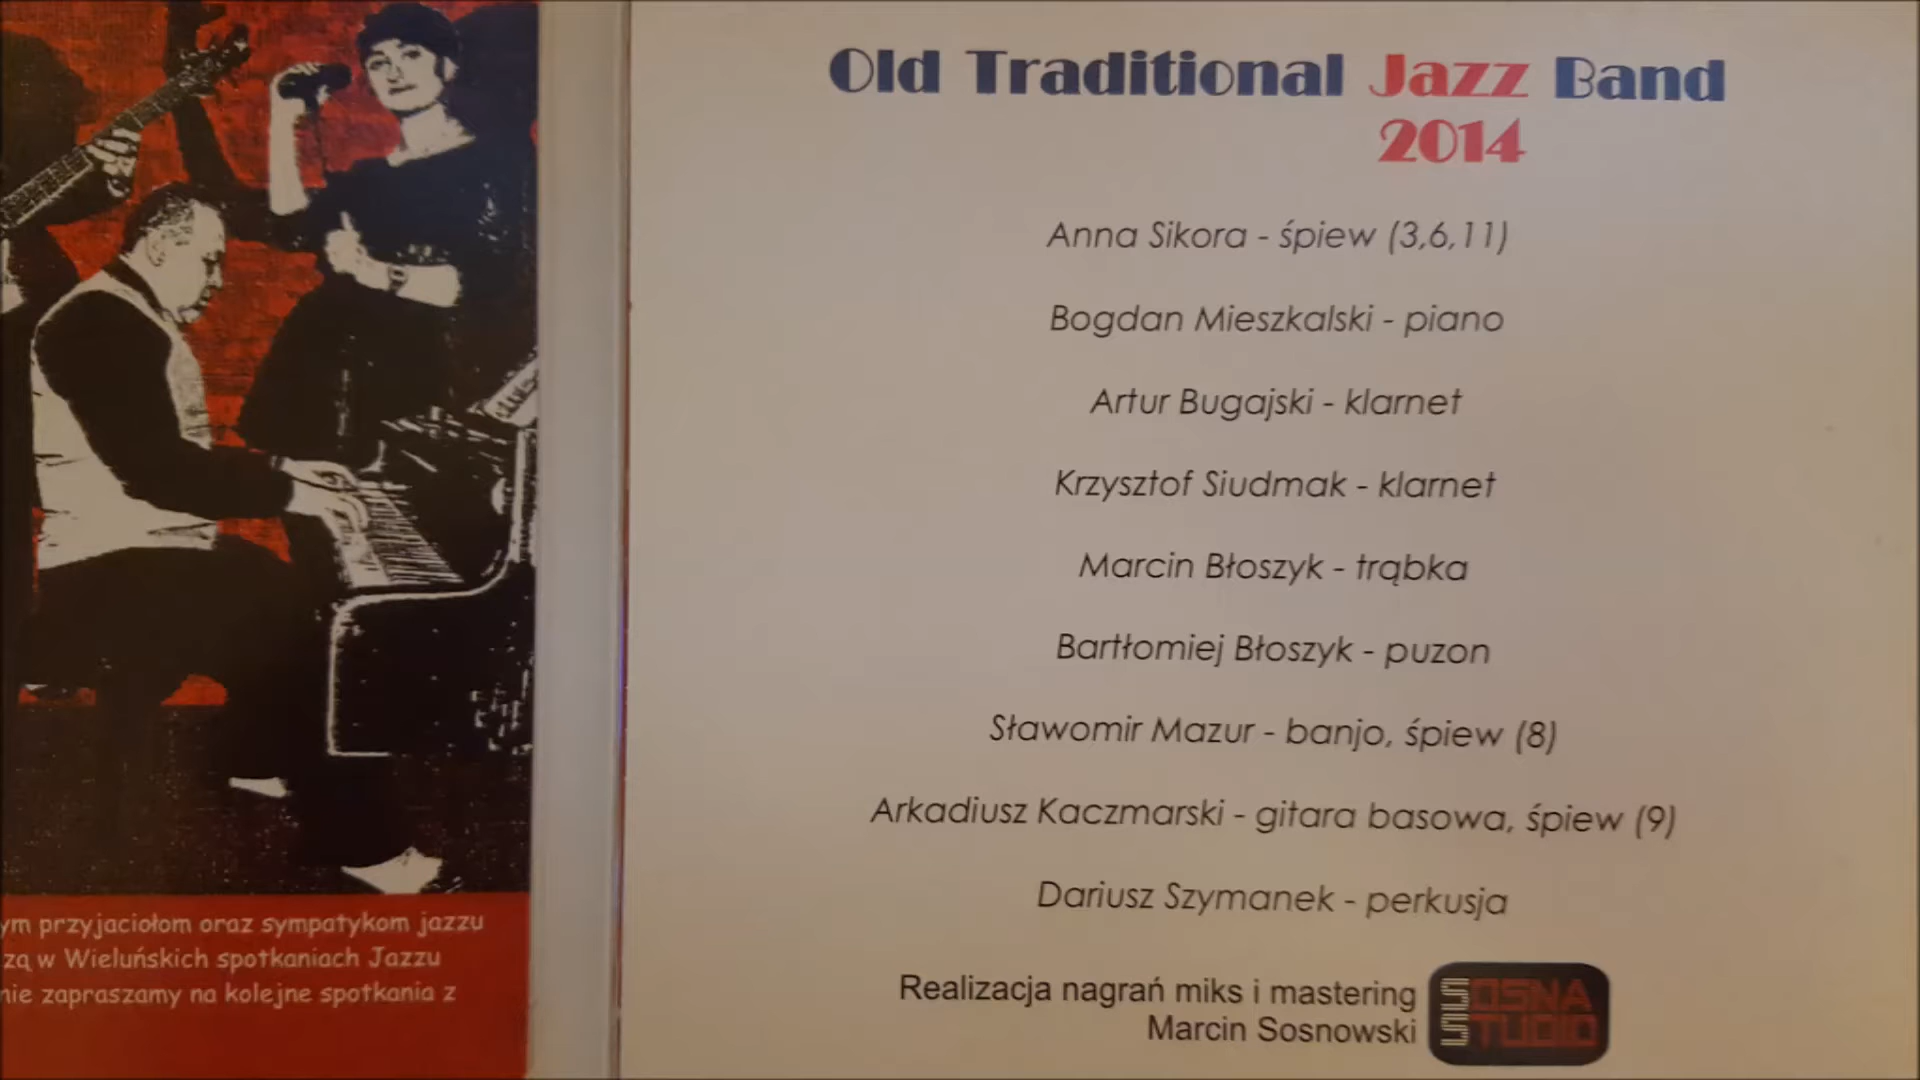 Old Traditional Jazz Band
2014
Anna Sikora - śpiew (3,6,11)
Bogdan Mieszkalski - piano
Artur Bugajski - klarnet
Krzysztof Siudmak - klarnet
Marcin Błoszyk - trąbka
Bartłomiej Błoszyk - puzon
Sławomir Mazur - banjo, śpiew (8)
Arkadiusz Kaczmarski - gitara basowa, śpiew (9)
Dariusz Szymanek - perkusja
Realizacja nagrań miks i mastering
Marcin Sosnowski
SOSNA
STUDIO
przyjaciołom oraz sympatykom jazzu
w Wieluńskich spotkaniach Jazzu
zapraszamy na kolejne spotkania z